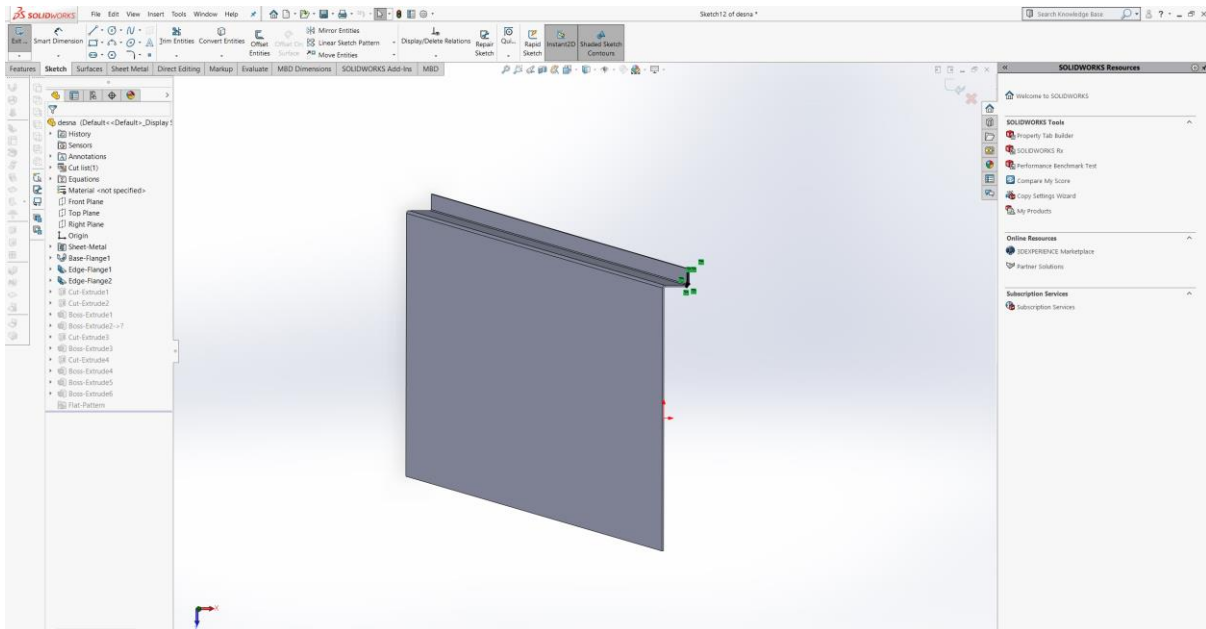 SOLIDWORKS File Edit View Insert Tools Window Help Sketch12 of desna * Search Knowledge Base
Exit... Smart Dimension Trim Entities Convert Entities Offset Entities Offset On Surface Mirror Entities Linear Sketch Pattern Move Entities Display/Delete Relations Repair Sketch Qui... Rapid Sketch Instant2D Shaded Sketch Contours
Features Sketch Surfaces Sheet Metal Direct Editing Markup Evaluate MBD Dimensions SOLIDWORKS Add-Ins MBD
desna (Default<<Default>_Display S
History
Sensors
Annotations
Cut list(1)
Equations
Material <not specified>
Front Plane
Top Plane
Right Plane
Origin
Sheet-Metal
Base-Flange1
Edge-Flange1
Edge-Flange2
Cut-Extrude1
Cut-Extrude2
Boss-Extrude1
Boss-Extrude2->?
Cut-Extrude3
Boss-Extrude3
Cut-Extrude4
Boss-Extrude4
Boss-Extrude5
Boss-Extrude6
Flat-Pattern
X
SOLIDWORKS Resources
Welcome to SOLIDWORKS
SOLIDWORKS Tools
Property Tab Builder
SOLIDWORKS Rx
Performance Benchmark Test
Compare My Score
Copy Settings Wizard
My Products
Online Resources
3DEXPERIENCE Marketplace
Partner Solutions
Subscription Services
Subscription Services